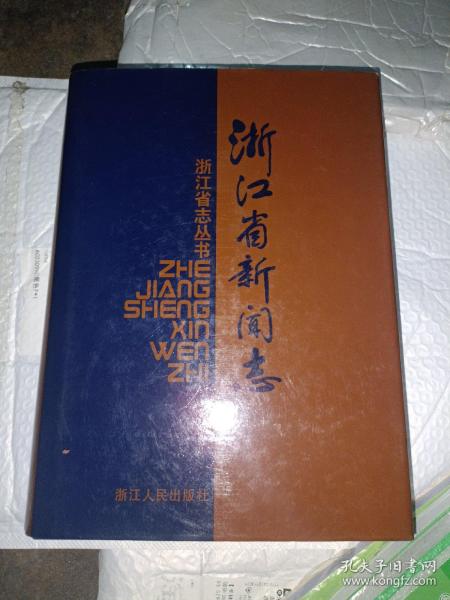 浙江省新闻志
浙江省志丛书
ZHE
JIANG
SHENG
XIN
WEN
ZHI
浙江人民出版社
孔夫子旧书网
www.kongfz.com